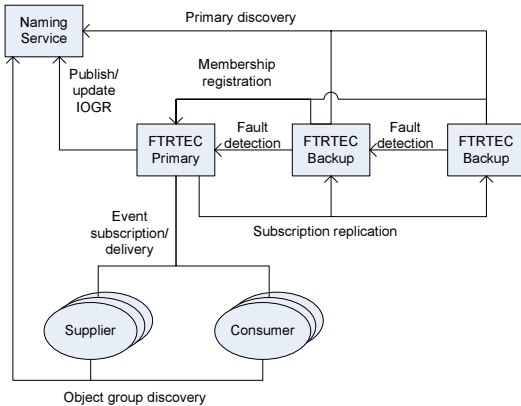 Primary discovery
Naming
Service
Membership
registration
Publish/
update
IOGR
FTRTEC
Primary
Fault
detection
FTRTEC
Backup
Fault
detection
FTRTEC
Backup
Event
subscription/
delivery
Subscription replication
Supplier
Consumer
Object group discovery